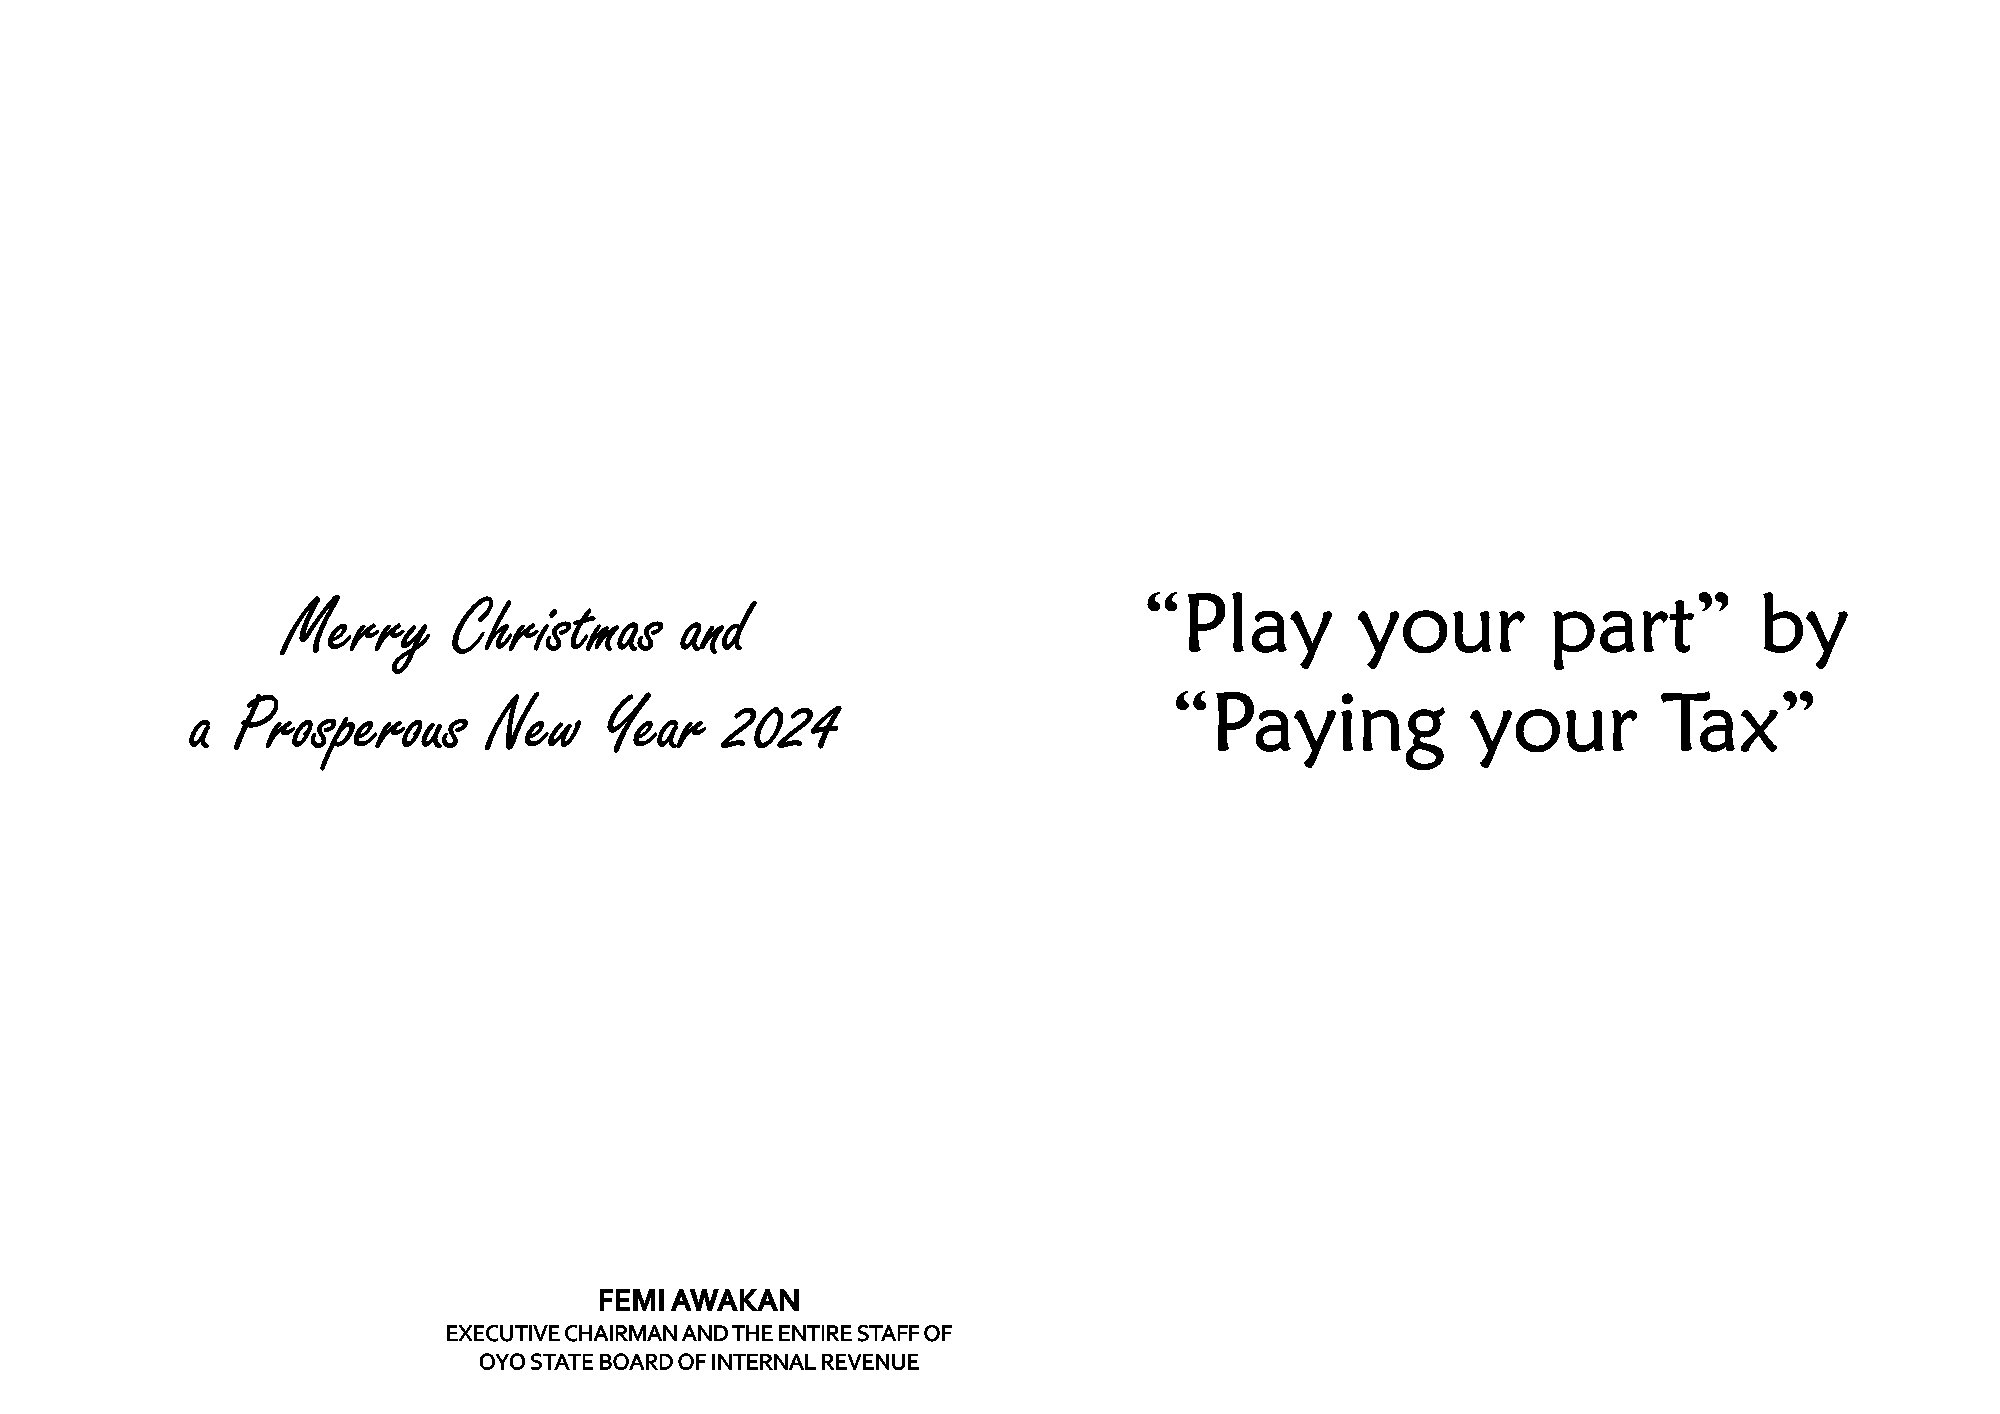 Merry Christmas and
a Prosperous New Year 2024
“Play your part” by
“Paying your Tax”
FEMI AWAKAN
EXECUTIVE CHAIRMAN AND THE ENTIRE STAFF OF
OYO STATE BOARD OF INTERNAL REVENUE